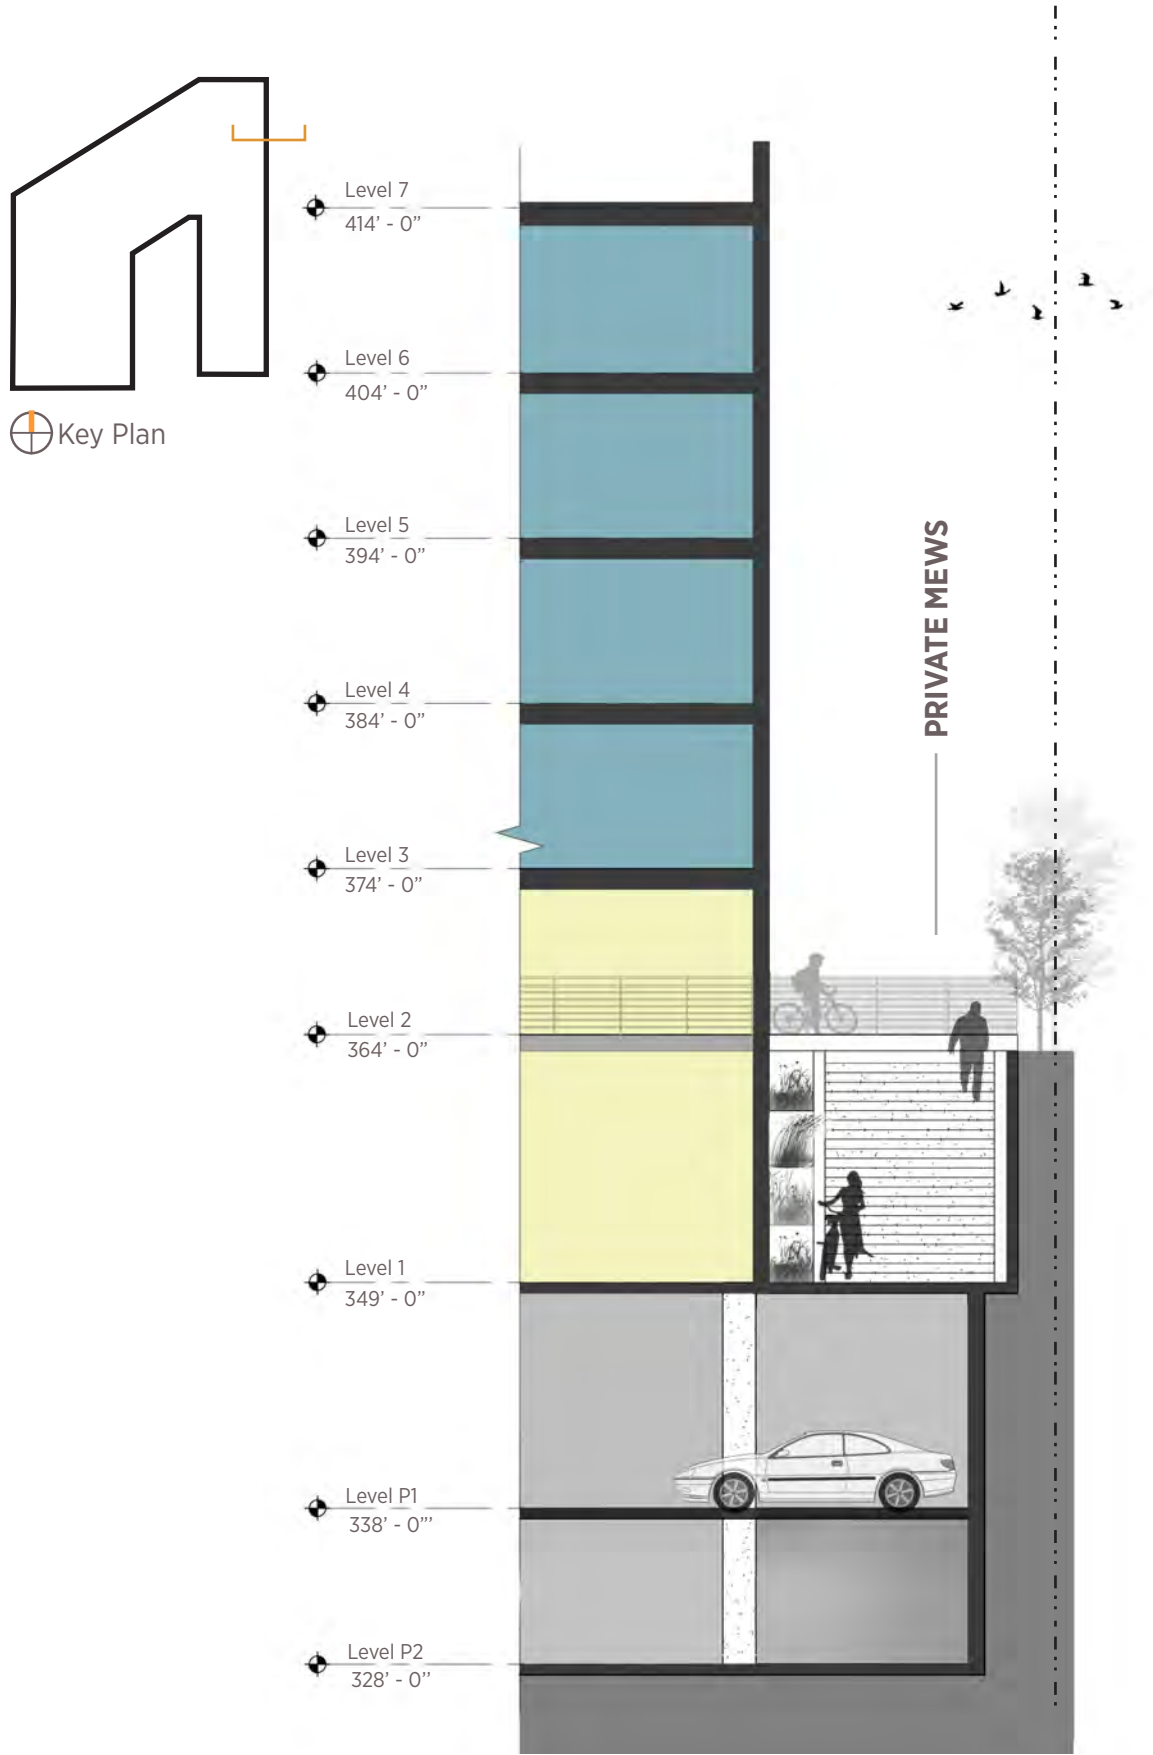 Level 7
414’ - 0”
Level 6
404’ - 0”
Key Plan
Level 5
394’ - 0”
PRIVATE MEWS
Level 4
384’ - 0”
Level 3
374’ - 0”
Level 2
364’ - 0”
Level 1
349’ - 0”
Level P1
338’ - 0”’
Level P2
328’ - 0”